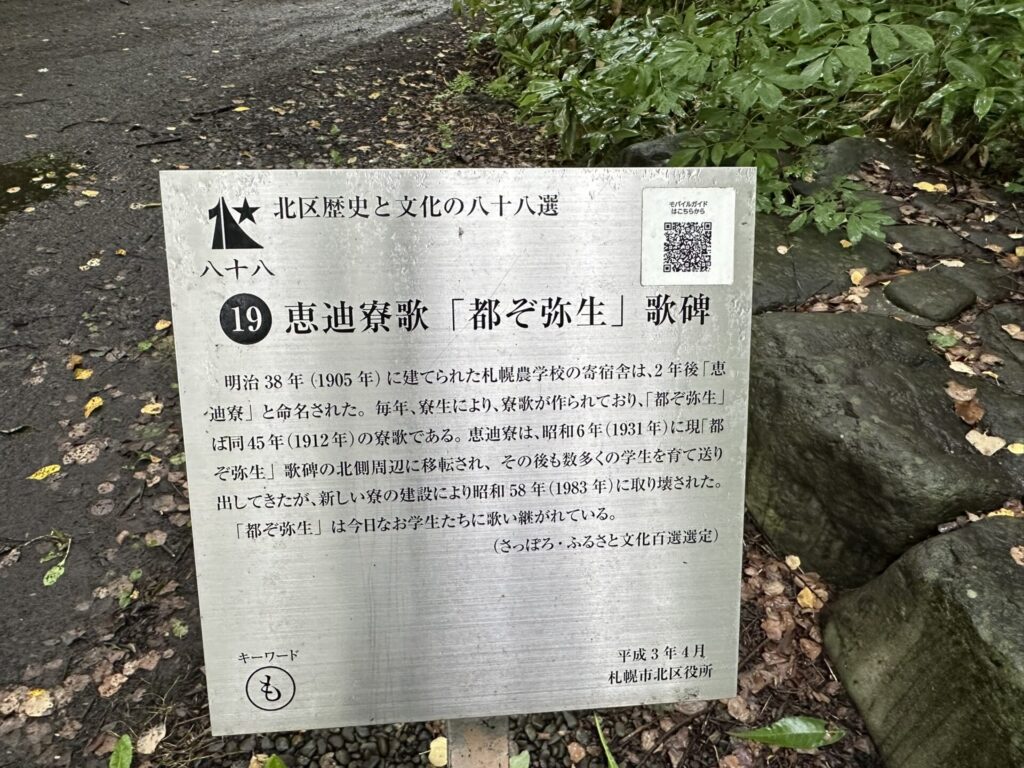 北区歴史と文化の八十八選
モバイルガイド
はこちらから
八十八
19 恵迪寮歌「都ぞ弥生」歌碑
明治38年(1905年)に建てられた札幌農学校の寄宿舎は、2年後「恵
迪寮」と命名された。毎年、寮生により、寮歌が作られており、「都ぞ弥生」
ば同45年(1912年)の寮歌である。恵迪寮は、昭和6年(1931年)に現「都
ぞ弥生」歌碑の北側周辺に移転され、その後も数多くの学生を育て送り
出してきたが、新しい寮の建設により昭和58年(1983年)に取り壊された。
「都ぞ弥生」は今日なお学生たちに歌い継がれている。
(さっぽろ・ふるさと文化百選選定)
キーワード
も
平成3年4月
札幌市北区役所